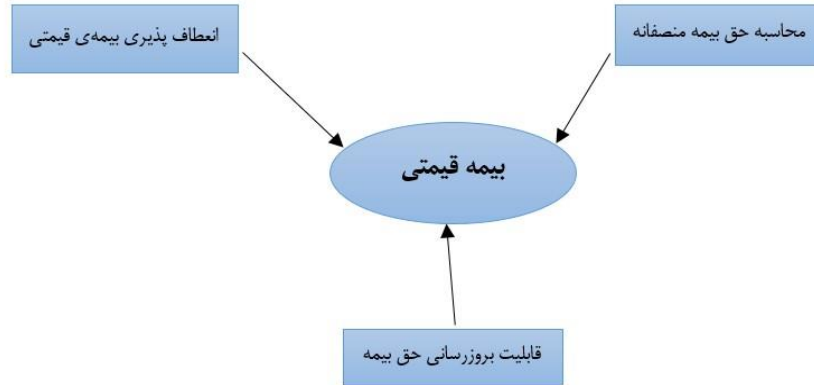 محاسبه حق بیمه منصفانه
انعطاف پذیری بیمه‌ی قیمتی
بیمه قیمتی
قابلیت بروزرسانی حق بیمه